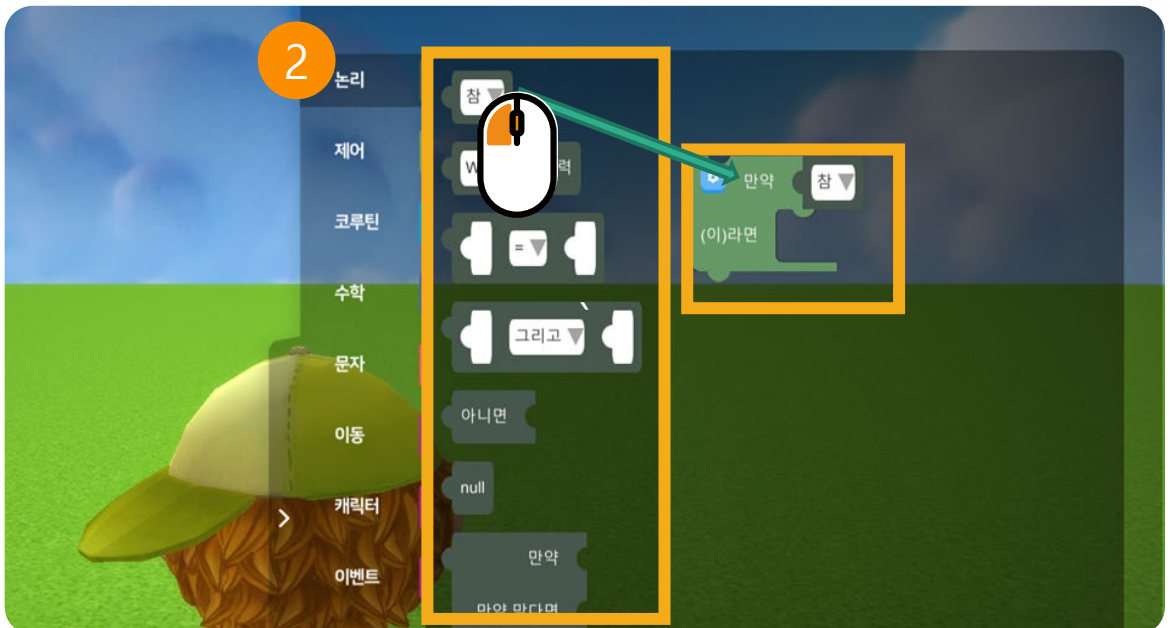 2
논리
제어
코루틴
수학
문자
이동
캐릭터
이벤트
참
W
력
=
그리고
아니면
null
만약
만약 맞다면
만약
참
(이)라면